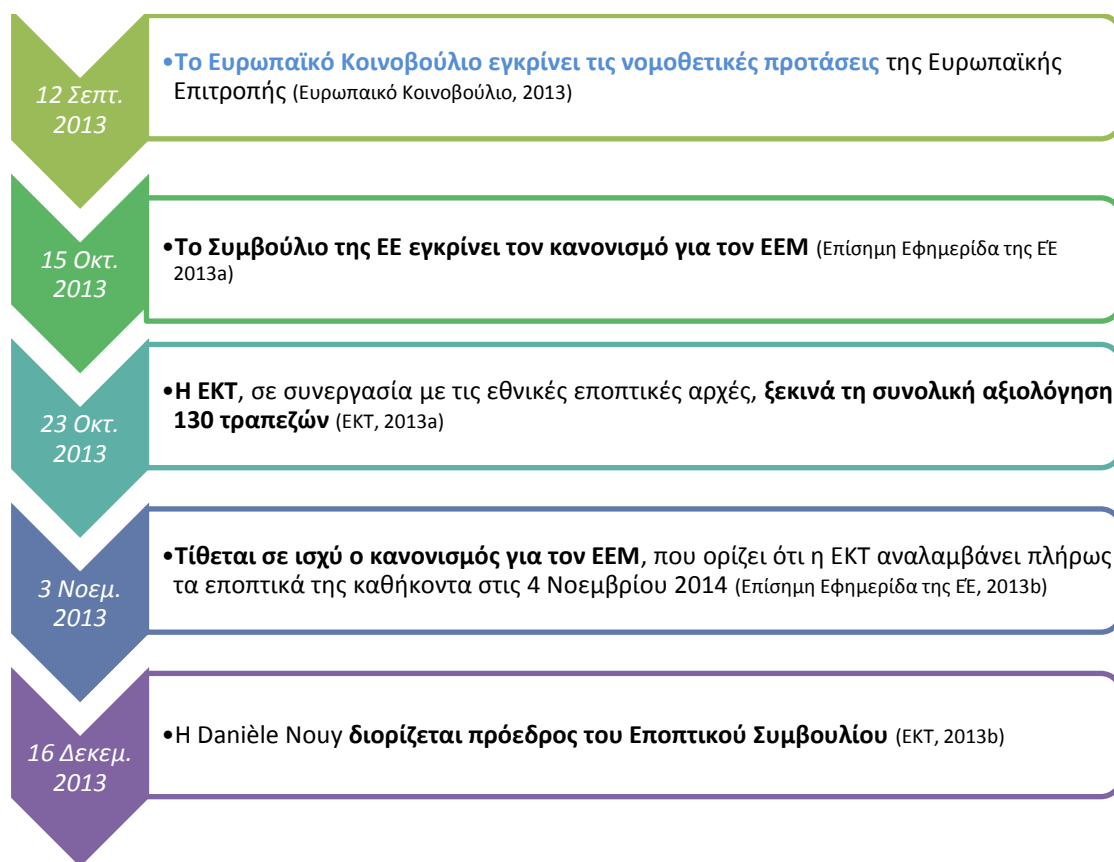 12 Σεπτ.
2013
•Το Ευρωπαϊκό Κοινοβούλιο εγκρίνει τις νομοθετικές προτάσεις της Ευρωπαϊκής
Επιτροπής (Ευρωπαικό Κοινοβούλιο, 2013)
15 Οκτ.
2013
•Το Συμβούλιο της ΕΕ εγκρίνει τον κανονισμό για τον ΕΕΜ (Επίσημη Εφημερίδα της ΕΈ
2013a)
23 Οκτ.
2013
•Η ΕΚΤ, σε συνεργασία με τις εθνικές εποπτικές αρχές, ξεκινά τη συνολική αξιολόγηση
130 τραπεζών (ΕΚΤ, 2013a)
3 Νοεμ.
2013
•Τίθεται σε ισχύ ο κανονισμός για τον ΕΕΜ, που ορίζει ότι η ΕΚΤ αναλαμβάνει πλήρως
τα εποπτικά της καθήκοντα στις 4 Νοεμβρίου 2014 (Επίσημη Εφημερίδα της ΕΈ, 2013b)
16 Δεκεμ.
2013
•Η Danièle Nouy διορίζεται πρόεδρος του Εποπτικού Συμβουλίου (ΕΚΤ, 2013b)